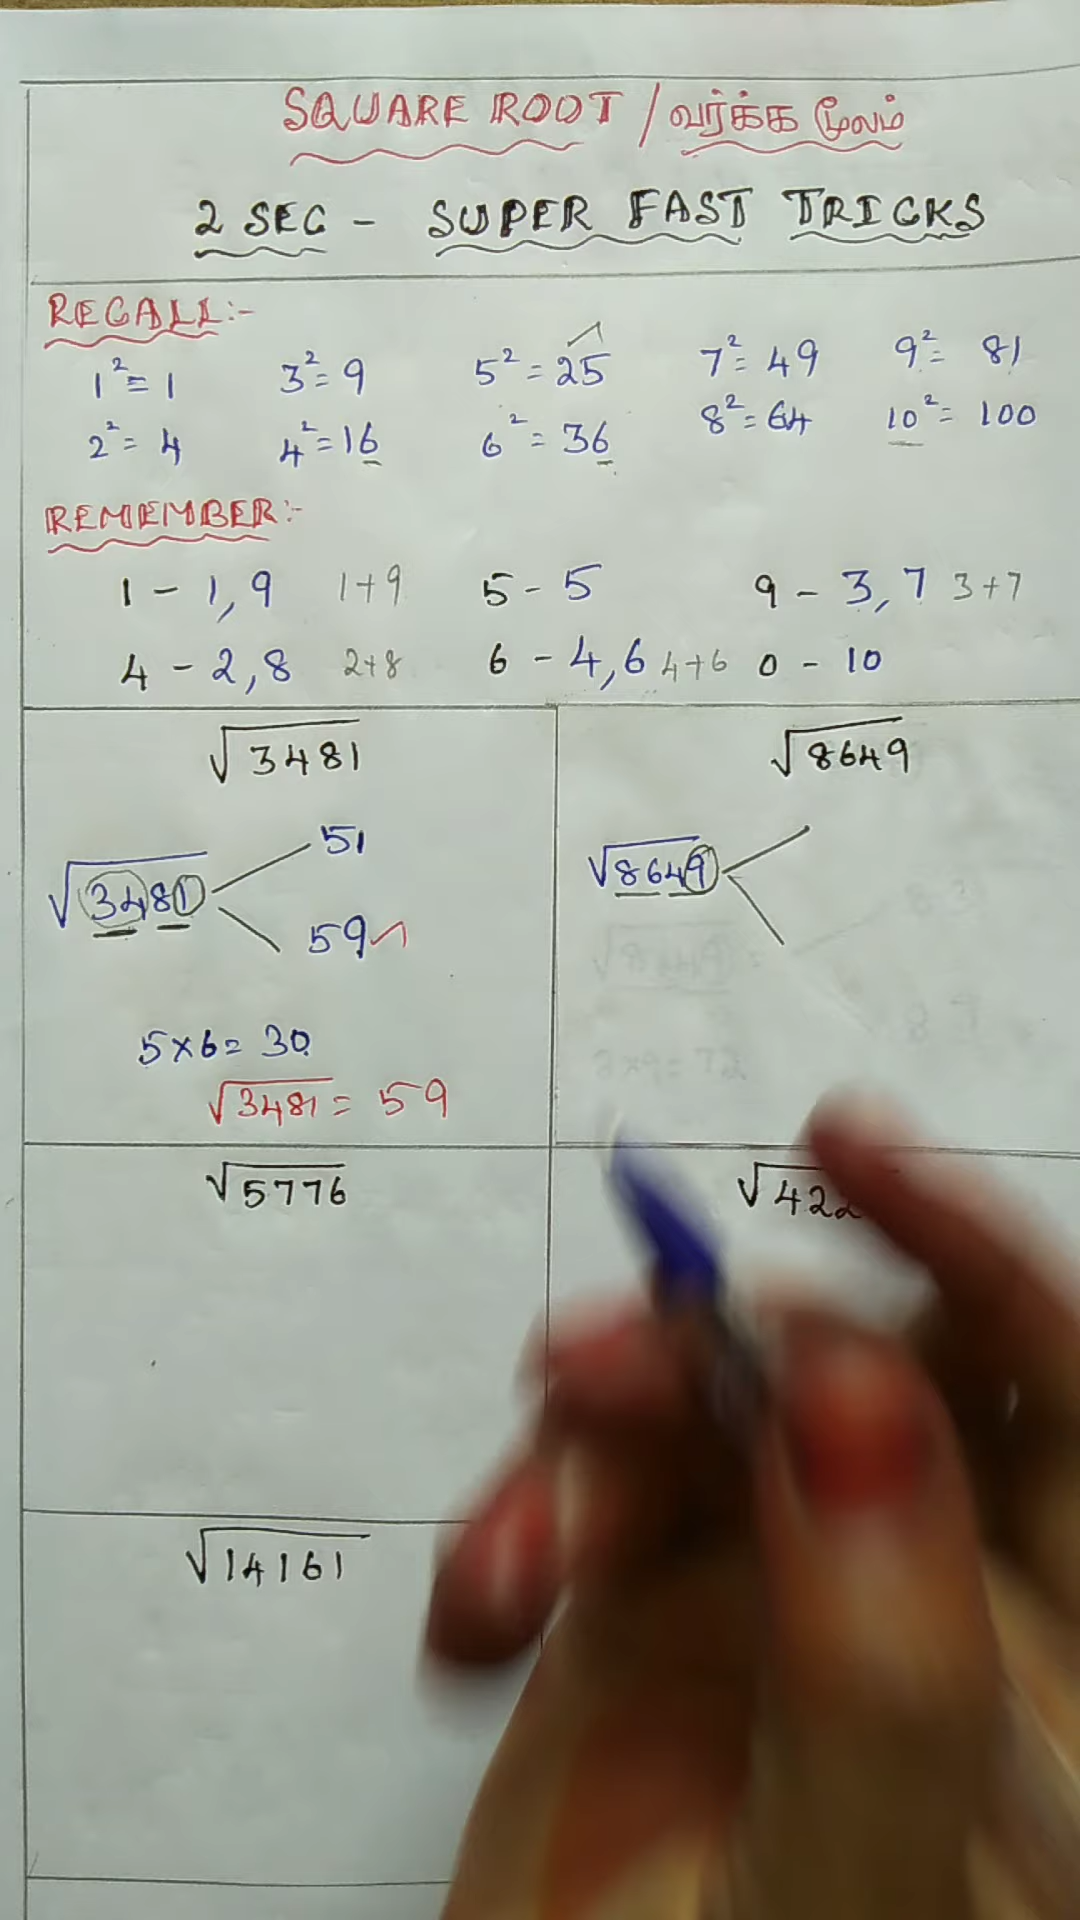 SQUARE ROOT / வர்க்க மூலம்
2 SEC - SUPER FAST TRICKS
RECALL:-
1² = 1 3² = 9 5² = 25 7² = 49 9² = 81
2² = 4 4² = 16 6² = 36 8² = 64 10² = 100
REMEMBER:-
1 - 1, 9 1+9 5 - 5 9 - 3, 7 3+7
4 - 2, 8 2+8 6 - 4, 6 4+6 0 - 10
√3481
51
√3481
59
5×6= 30
√3481 = 59
√8649
√8649
√5776
√422
√14161